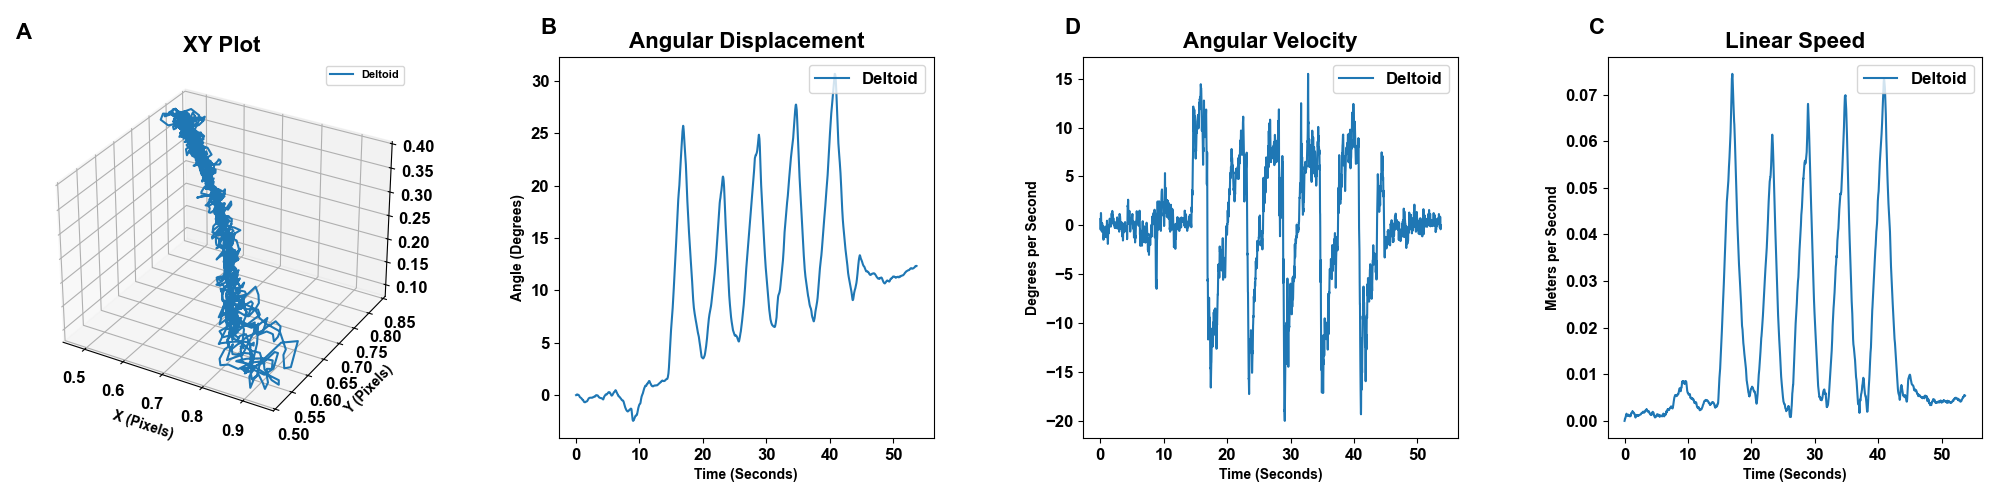 A
XY Plot
Deltoid
0.40
0.35
0.30
0.25
0.20
0.15
0.10
0.85
0.80
0.75
0.70
0.65
0.60
0.55
0.50
Y (Pixels)
0.5
0.6
0.7
0.8
0.9
X (Pixels)
B
Angular Displacement
Deltoid
30
25
20
15
10
5
0
Angle (Degrees)
0 10 20 30 40 50
Time (Seconds)
D
Angular Velocity
Deltoid
15
10
5
0
−5
−10
−15
−20
Degrees per Second
0 10 20 30 40 50
Time (Seconds)
C
Linear Speed
Deltoid
0.07
0.06
0.05
0.04
0.03
0.02
0.01
0.00
Meters per Second
0 10 20 30 40 50
Time (Seconds)